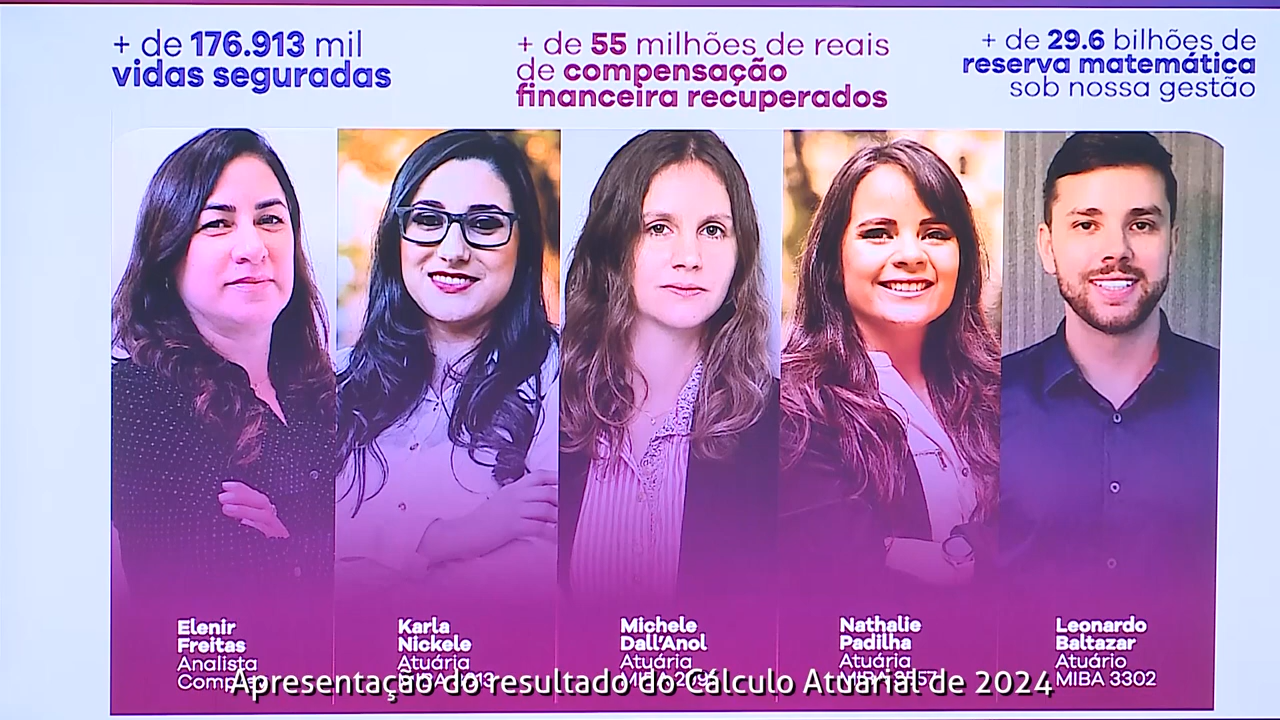 + de 176.913 mil
vidas seguradas
+ de 55 milhões de reais
de compensação
financeira recuperados
+ de 29.6 bilhões de
reserva matemática
sob nossa gestão
Elenir
Freitas
Analista
Karla
Nickele
Atuária
Michele
Dall'Anol
Atuária
MIBA
Nathalie
Padilha
Atuária
MIBA
Leonardo
Baltazar
Atuário
MIBA 3302
Apresentação do resultado do Cálculo Atuarial de 2024